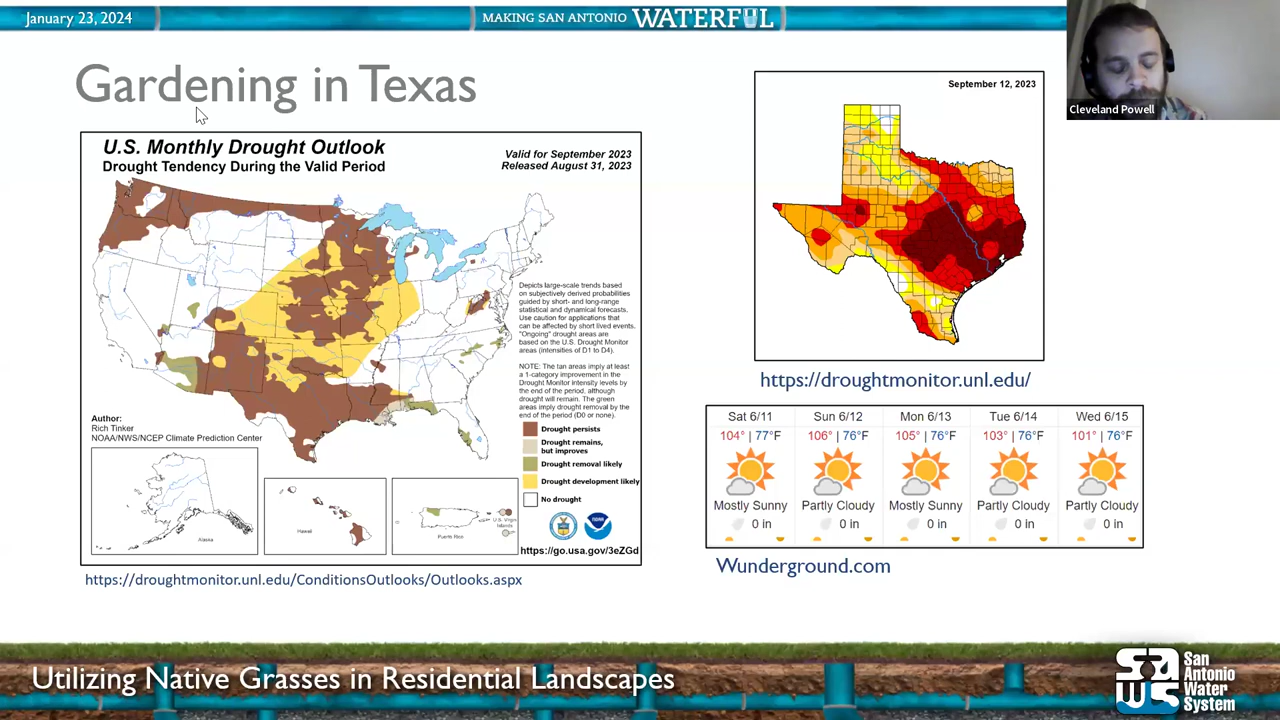 January 23, 2024
MAKING SAN ANTONIO WATERFUL
Cleveland Powell
Gardening in Texas
U.S. Monthly Drought Outlook
Drought Tendency During the Valid Period
Valid for September 2023
Released August 31, 2023
Depicts large-scale trends based
on subjectively derived probabilities
guided by short- and long-range
statistical and dynamical forecasts.
Use caution for applications that
can be affected by short lived events.
"Ongoing" drought areas are
based on the U.S. Drought Monitor
areas (intensities of D1 to D4).
NOTE: The tan areas imply at least
a 1-category improvement in the
Drought Monitor intensity levels by
the end of the period, although
drought will remain. The green
areas imply drought removal by the
end of the period (D0 or none).
Author:
Rich Tinker
NOAA/NWS/NCEP Climate Prediction Center
Drought persists
Drought remains,
but improves
Drought removal likely
Drought development likely
No drought
Alaska
Hawaii
Puerto Rico
U.S. Virgin
Islands
NOAA
https://go.usa.gov/3eZGd
https://droughtmonitor.unl.edu/ConditionsOutlooks/Outlooks.aspx
September 12, 2023
https://droughtmonitor.unl.edu/
Sat 6/11 Sun 6/12 Mon 6/13 Tue 6/14 Wed 6/15
104° | 77°F 106° | 76°F 105° | 76°F 103° | 76°F 101° | 76°F
Mostly Sunny Partly Cloudy Mostly Sunny Partly Cloudy Partly Cloudy
0 in 0 in 0 in 0 in 0 in
Wunderground.com
Utilizing Native Grasses in Residential Landscapes
SAWS
San
Antonio
Water
System